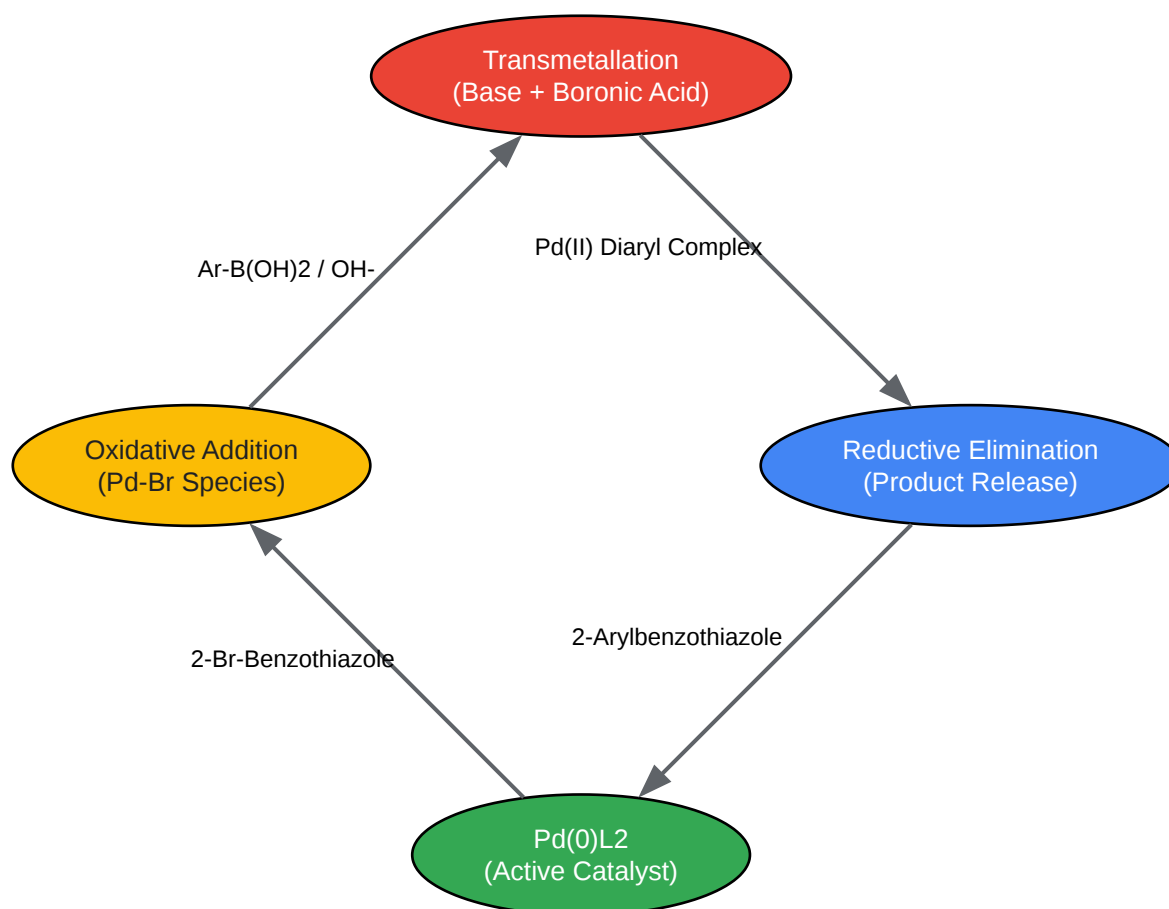 Transmetallation
(Base + Boronic Acid)
Pd(II) Diaryl Complex
Ar-B(OH)2 / OH-
Oxidative Addition
(Pd-Br Species)
Reductive Elimination
(Product Release)
2-Arylbenzothiazole
2-Br-Benzothiazole
Pd(0)L2
(Active Catalyst)